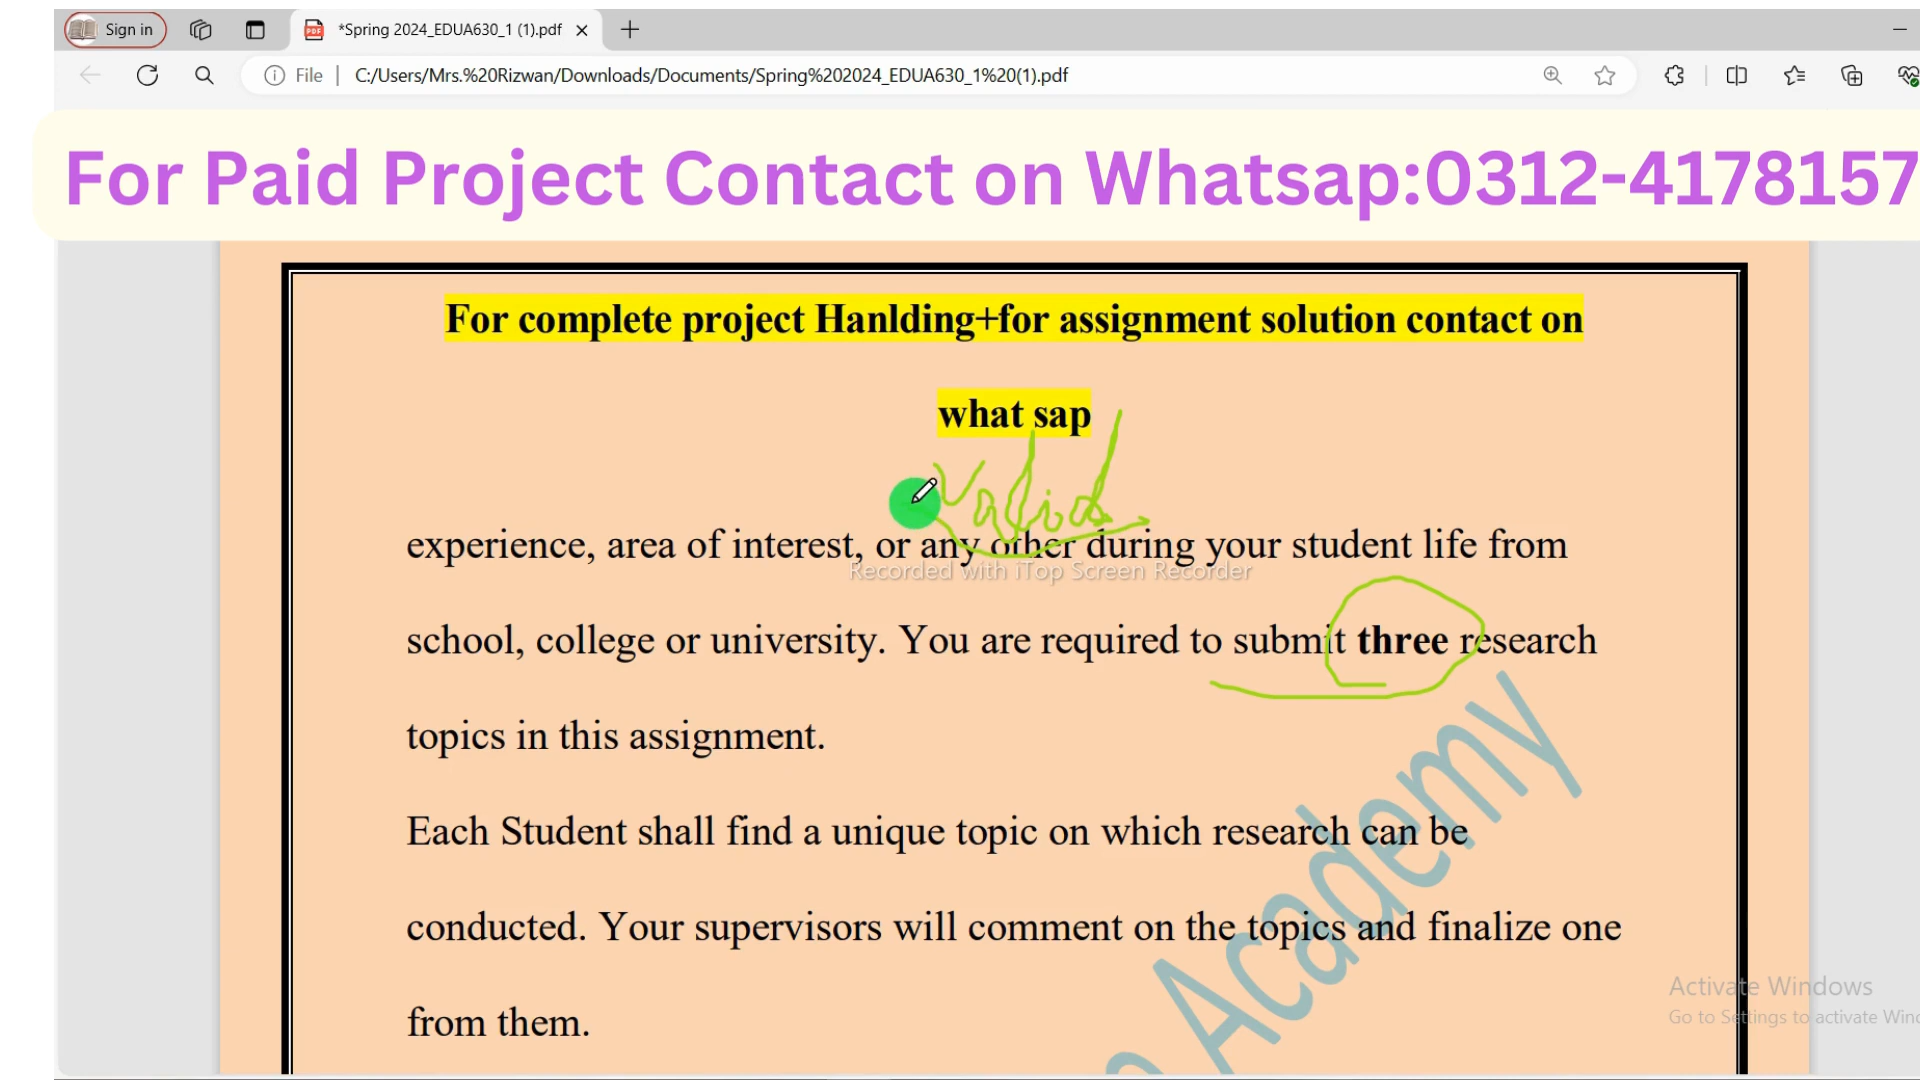 Sign in
*Spring 2024_EDUA630_1 (1).pdf
File
C:/Users/Mrs.%20Rizwan/Downloads/Documents/Spring%202024_EDUA630_1%20(1).pdf
For Paid Project Contact on Whatsap:0312-4178157
For complete project Hanlding+for assignment solution contact on
what sap
Valid
experience, area of interest, or any other during your student life from
Recorded with iTop Screen Recorder
school, college or university. You are required to submit three research
topics in this assignment.
Each Student shall find a unique topic on which research can be
conducted. Your supervisors will comment on the topics and finalize one
from them.
Academy
Activate Windows
Go to Settings to activate